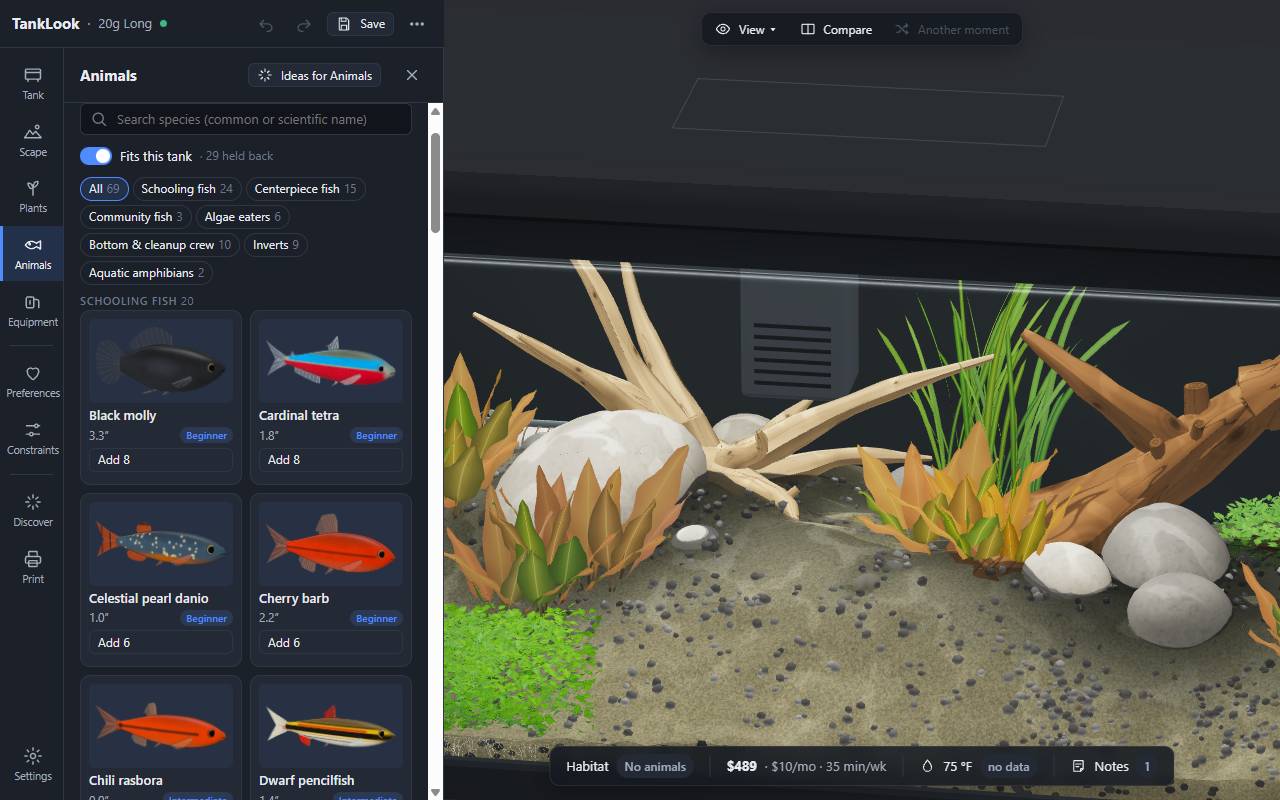 TankLook · 20g Long
Save
View
Compare
Another moment
Tank
Scape
Plants
Animals
Equipment
Preferences
Constraints
Discover
Print
Settings
Animals
Ideas for Animals
Search species (common or scientific name)
Fits this tank · 29 held back
All 69
Schooling fish 24
Centerpiece fish 15
Community fish 3
Algae eaters 6
Bottom & cleanup crew 10
Inverts 9
Aquatic amphibians 2
SCHOOLING FISH 20
Black molly
3.3"
Beginner
Add 8
Cardinal tetra
1.8"
Beginner
Add 8
Celestial pearl danio
1.0"
Beginner
Add 6
Cherry barb
2.2"
Beginner
Add 6
Chili rasbora
Dwarf pencilfish
Habitat
No animals
$489 · $10/mo · 35 min/wk
75 °F
no data
Notes
1